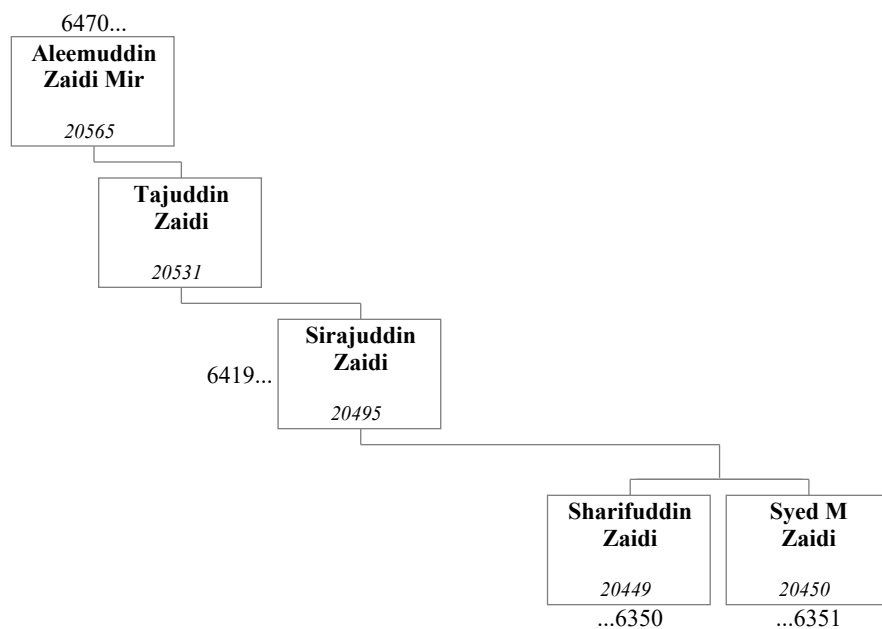 6470...
Aleemuddin
Zaidi Mir
20565
Tajuddin
Zaidi
20531
Sirajuddin
Zaidi
6419...
20495
Sharifuddin
Zaidi
20449
...6350
Syed M
Zaidi
20450
...6351